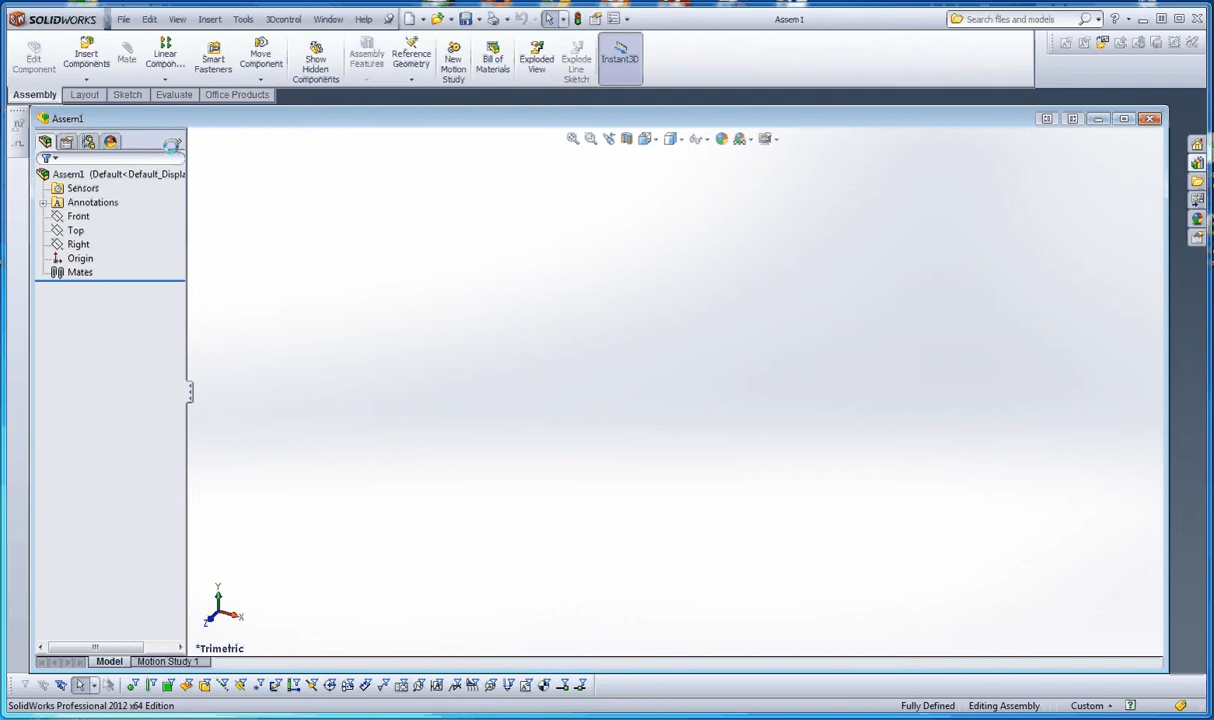 SOLIDWORKS File Edit View Insert Tools 3Dcontrol Window Help Assem1 Search files and models
Edit Component
Insert Components
Mate
Linear Compon...
Smart Fasteners
Move Component
Show Hidden Components
Assembly Features
Reference Geometry
New Motion Study
Bill of Materials
Exploded View
Explode Line Sketch
Instant3D
Assembly Layout Sketch Evaluate Office Products
Assem1
Assem1 (Default<Default_Displa
Sensors
Annotations
Front
Top
Right
Origin
Mates
Y
X
Z
*Trimetric
Model Motion Study 1
SolidWorks Professional 2012 x64 Edition Fully Defined Editing Assembly Custom